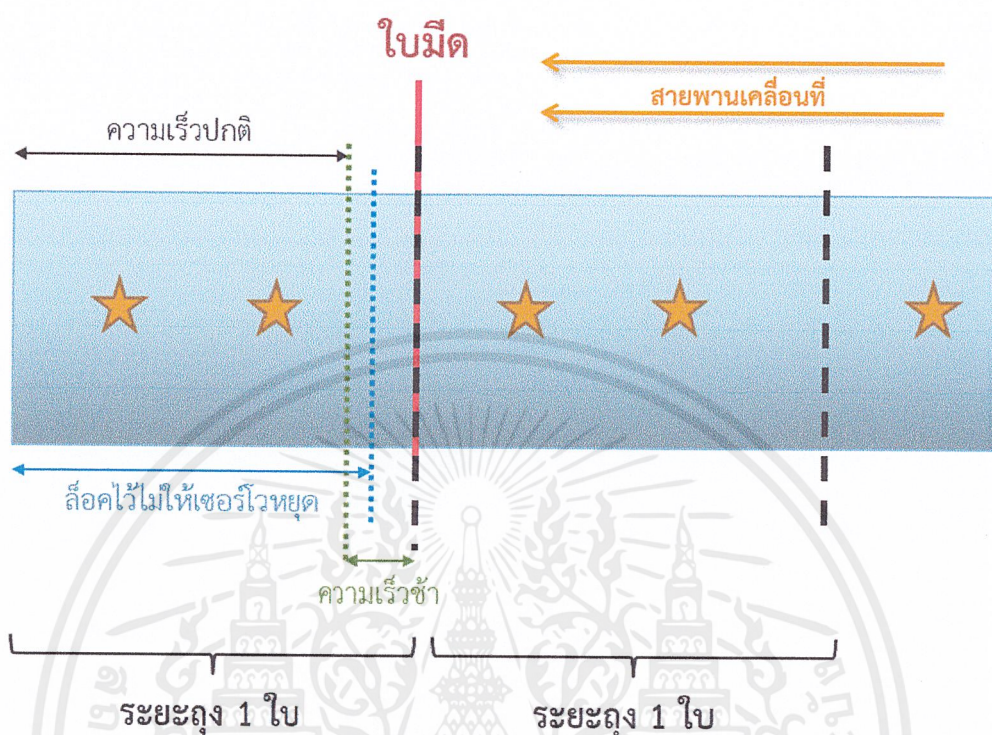 ใบมีด
สายพานเคลื่อนที่
ความเร็วปกติ
ล็อคไว้ไม่ให้เซอร์โวหยุด
ความเร็วช้า
ระยะถุง 1 ใบ
ระยะถุง 1 ใบ